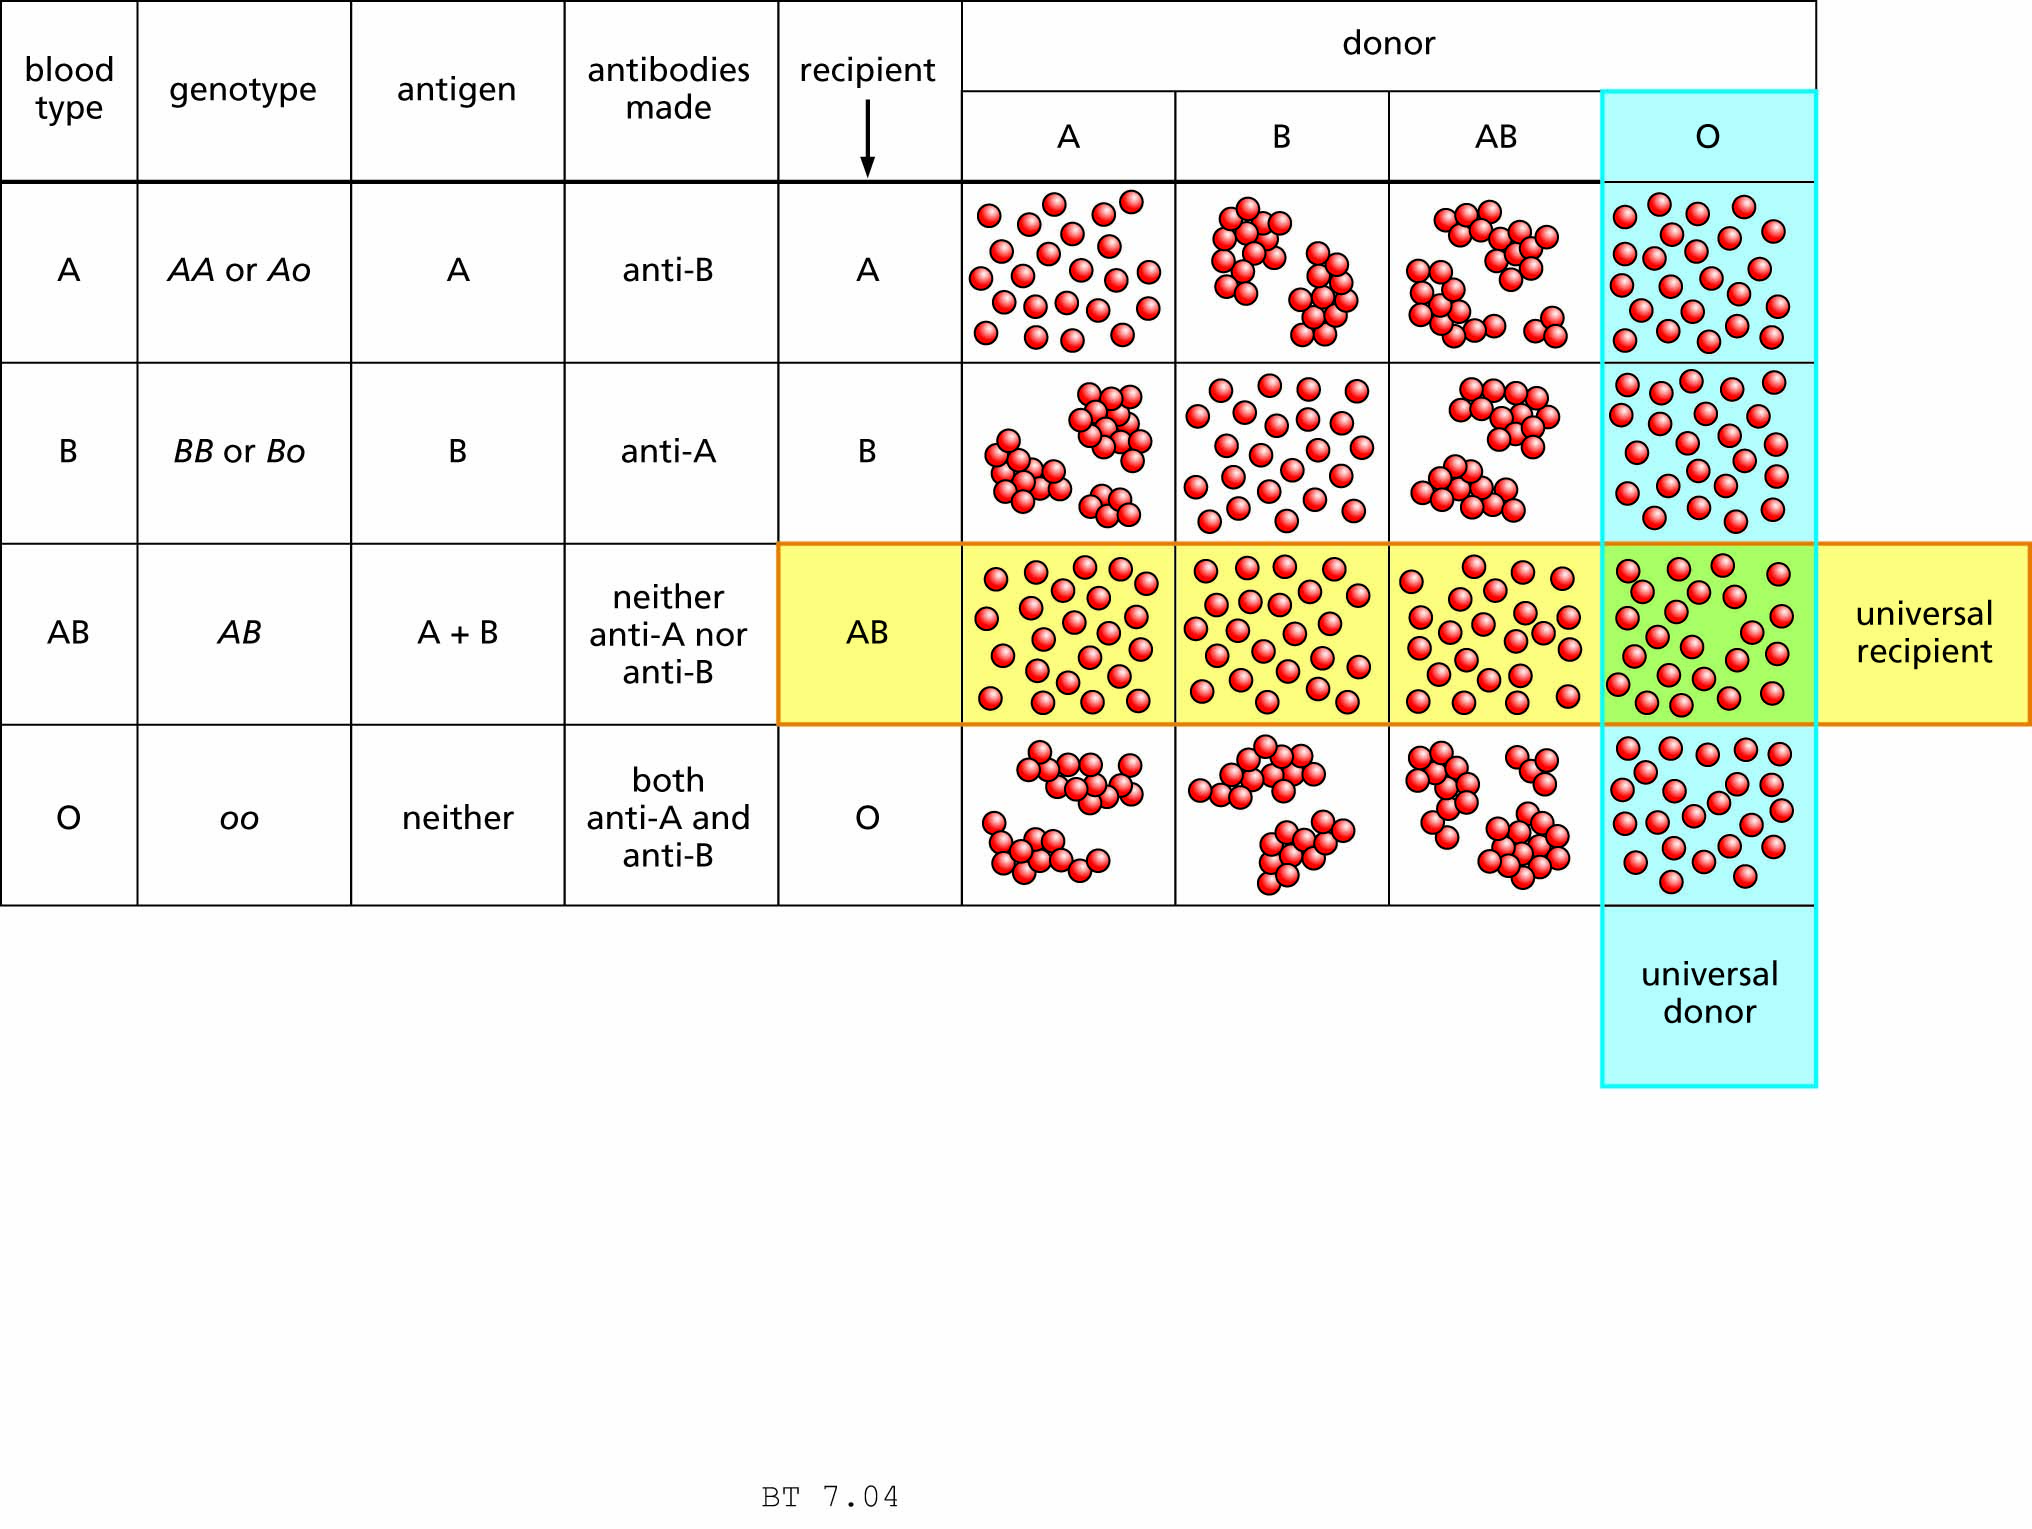 blood
type
genotype
antigen
antibodies
made
recipient
donor
A
B
AB
O
A
AA or Ao
A
anti-B
A
B
BB or Bo
B
anti-A
B
AB
AB
A + B
neither
anti-A nor
anti-B
AB
universal
recipient
O
oo
neither
both
anti-A and
anti-B
O
universal
donor
BT 7.04